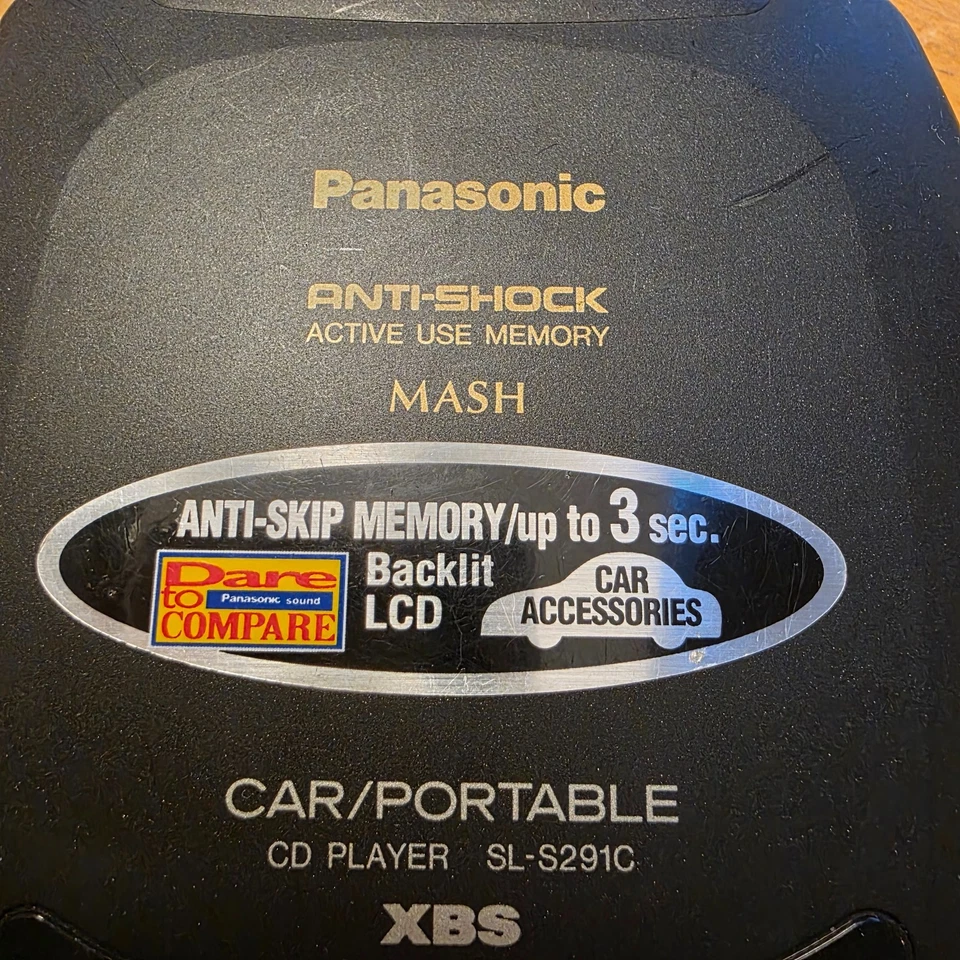 Panasonic
ANTI-SHOCK
ACTIVE USE MEMORY
MASH
ANTI-SKIP MEMORY/up to 3 sec.
Dare
to Panasonic sound
COMPARE
Backlit
LCD
CAR
ACCESSORIES
CAR/PORTABLE
CD PLAYER SL-S291C
XBS